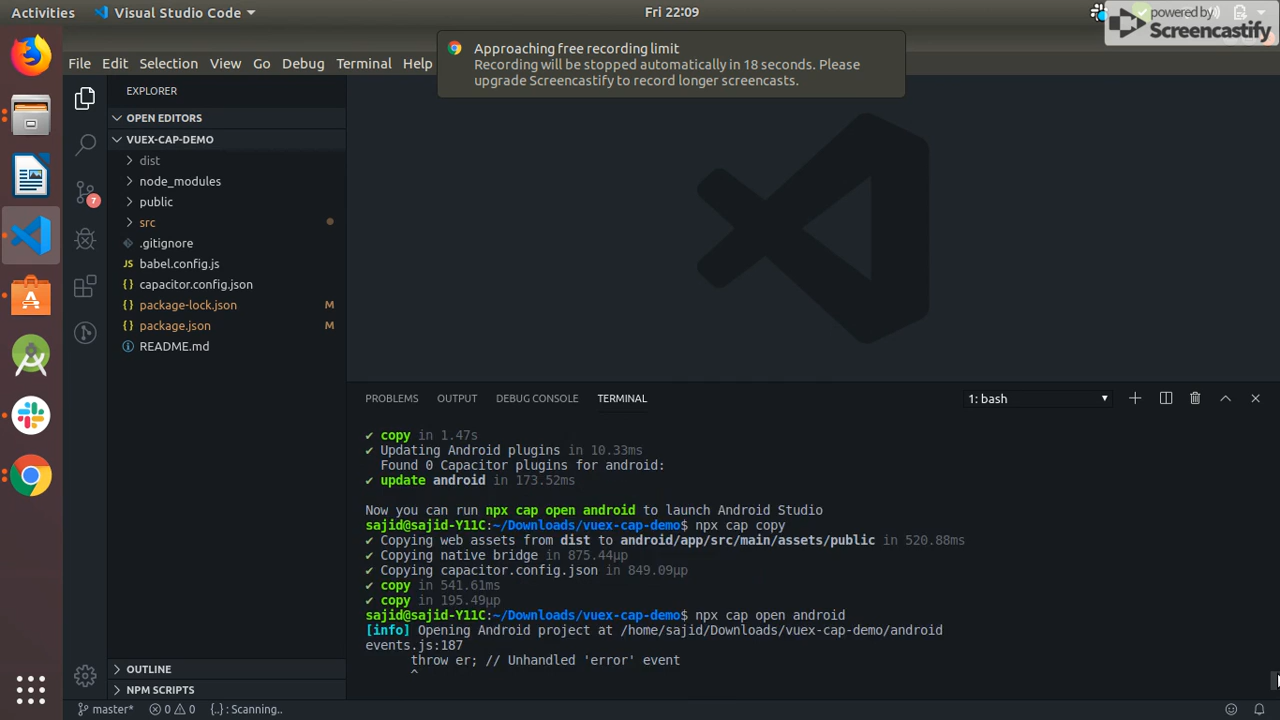 Activities
Visual Studio Code
Fri 22:09
powered by
Screencastify
Approaching free recording limit
Recording will be stopped automatically in 18 seconds. Please
upgrade Screencastify to record longer screencasts.
File Edit Selection View Go Debug Terminal Help
EXPLORER
OPEN EDITORS
VUEX-CAP-DEMO
dist
node_modules
public
src
.gitignore
JS babel.config.js
{} capacitor.config.json
{} package-lock.json M
{} package.json M
README.md
7
OUTLINE
NPM SCRIPTS
PROBLEMS OUTPUT DEBUG CONSOLE TERMINAL
1: bash
✔ copy in 1.47s
✔ Updating Android plugins in 10.33ms
Found 0 Capacitor plugins for android:
✔ update android in 173.52ms
Now you can run npx cap open android to launch Android Studio
sajid@sajid-Y11C:~/Downloads/vuex-cap-demo$ npx cap copy
✔ Copying web assets from dist to android/app/src/main/assets/public in 520.88ms
✔ Copying native bridge in 875.44μp
✔ Copying capacitor.config.json in 849.09μp
✔ copy in 541.61ms
✔ copy in 195.49μp
sajid@sajid-Y11C:~/Downloads/vuex-cap-demo$ npx cap open android
[info] Opening Android project at /home/sajid/Downloads/vuex-cap-demo/android
events.js:187
throw er; // Unhandled 'error' event
^
master* 0 0 {..} : Scanning..